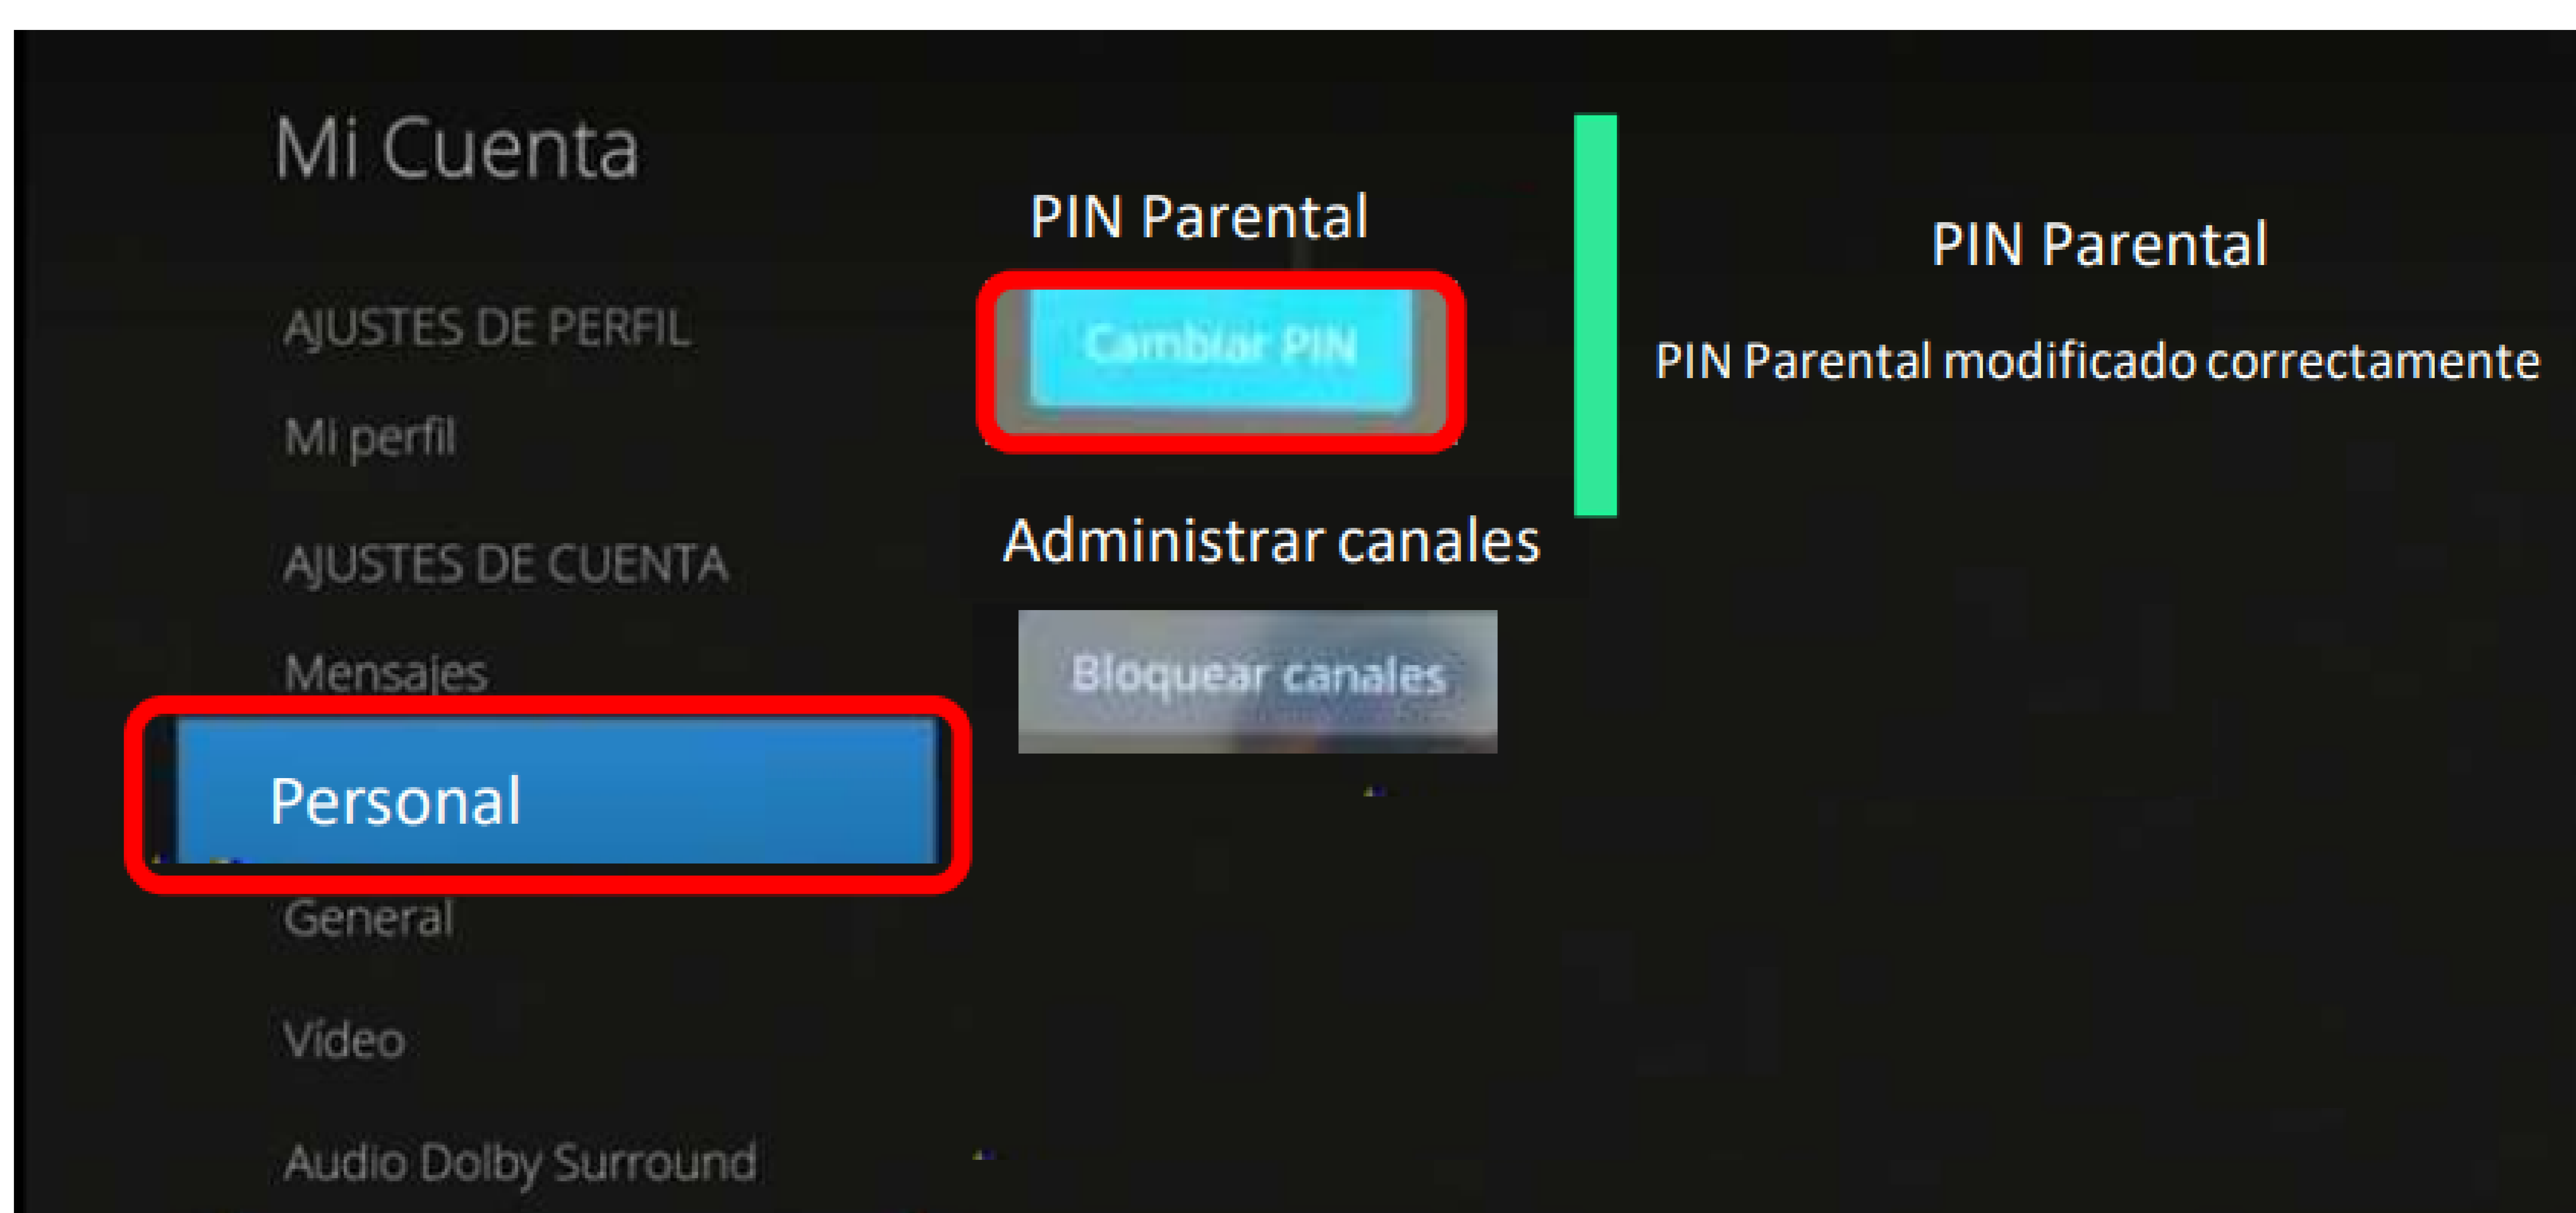 Mi Cuenta
AJUSTES DE PERFIL
Mi perfil
AJUSTES DE CUENTA
Mensajes
Personal
General
Vídeo
Audio Dolby Surround
PIN Parental
Cambiar PIN
Administrar canales
Bloquear canales
PIN Parental
PIN Parental modificado correctamente